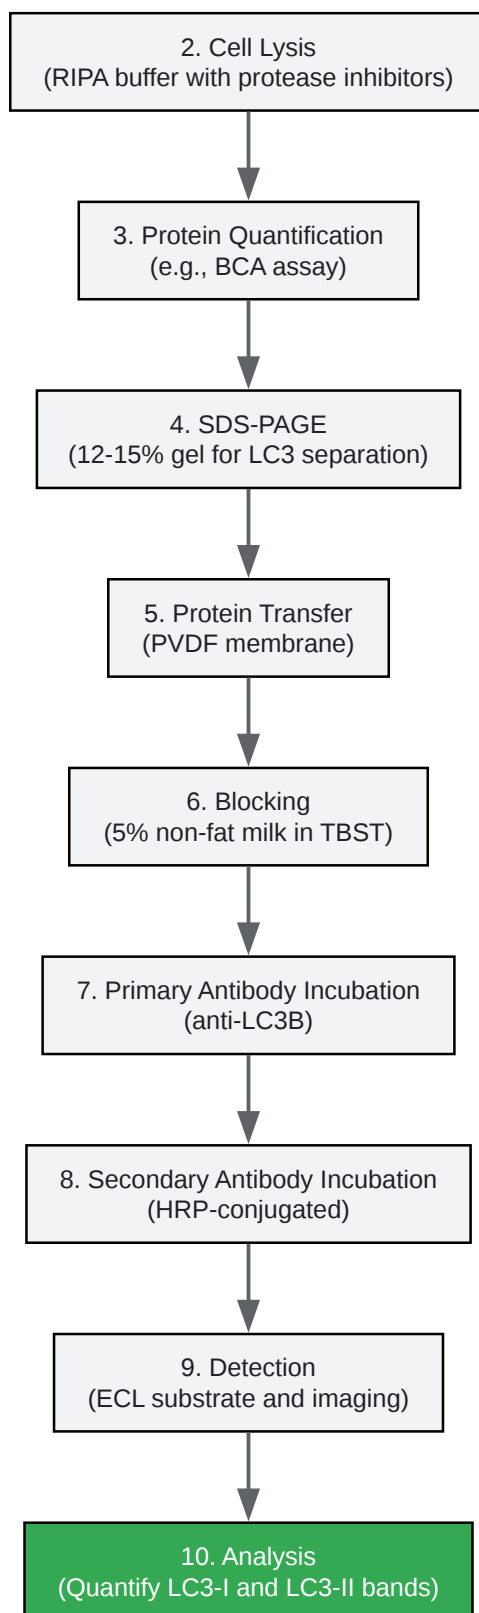 2. Cell Lysis
(RIPA buffer with protease inhibitors)
3. Protein Quantification
(e.g., BCA assay)
4. SDS-PAGE
(12-15% gel for LC3 separation)
5. Protein Transfer
(PVDF membrane)
6. Blocking
(5% non-fat milk in TBST)
7. Primary Antibody Incubation
(anti-LC3B)
8. Secondary Antibody Incubation
(HRP-conjugated)
9. Detection
(ECL substrate and imaging)
10. Analysis
(Quantify LC3-I and LC3-II bands)